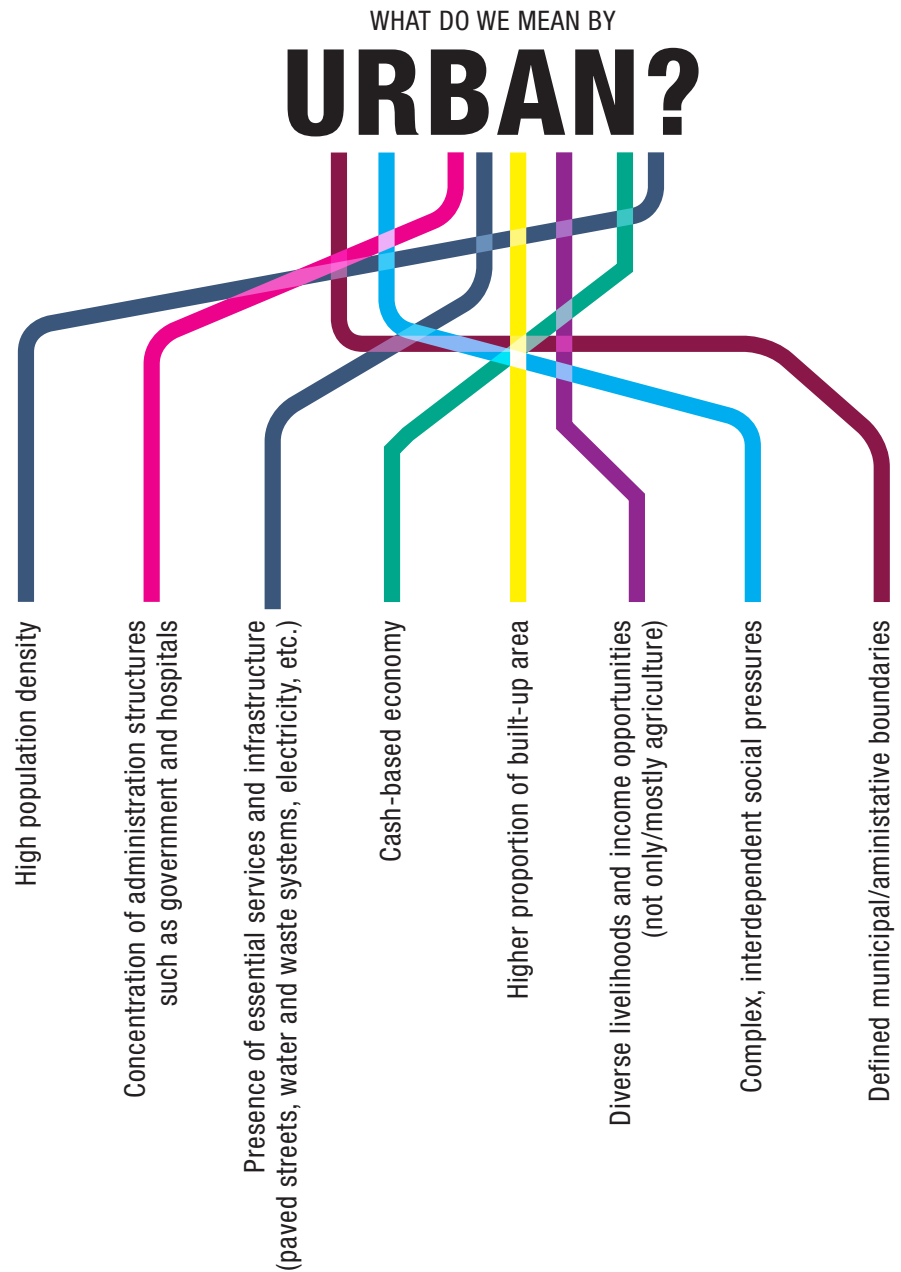 WHAT DO WE MEAN BY
URBAN?
High population density
Concentration of administration structures
such as government and hospitals
Presence of essential services and infrastructure
(paved streets, water and waste systems, electricity, etc.)
Cash-based economy
Higher proportion of built-up area
Diverse livelihoods and income opportunities
(not only/mostly agriculture)
Complex, interdependent social pressures
Defined municipal/aministative boundaries